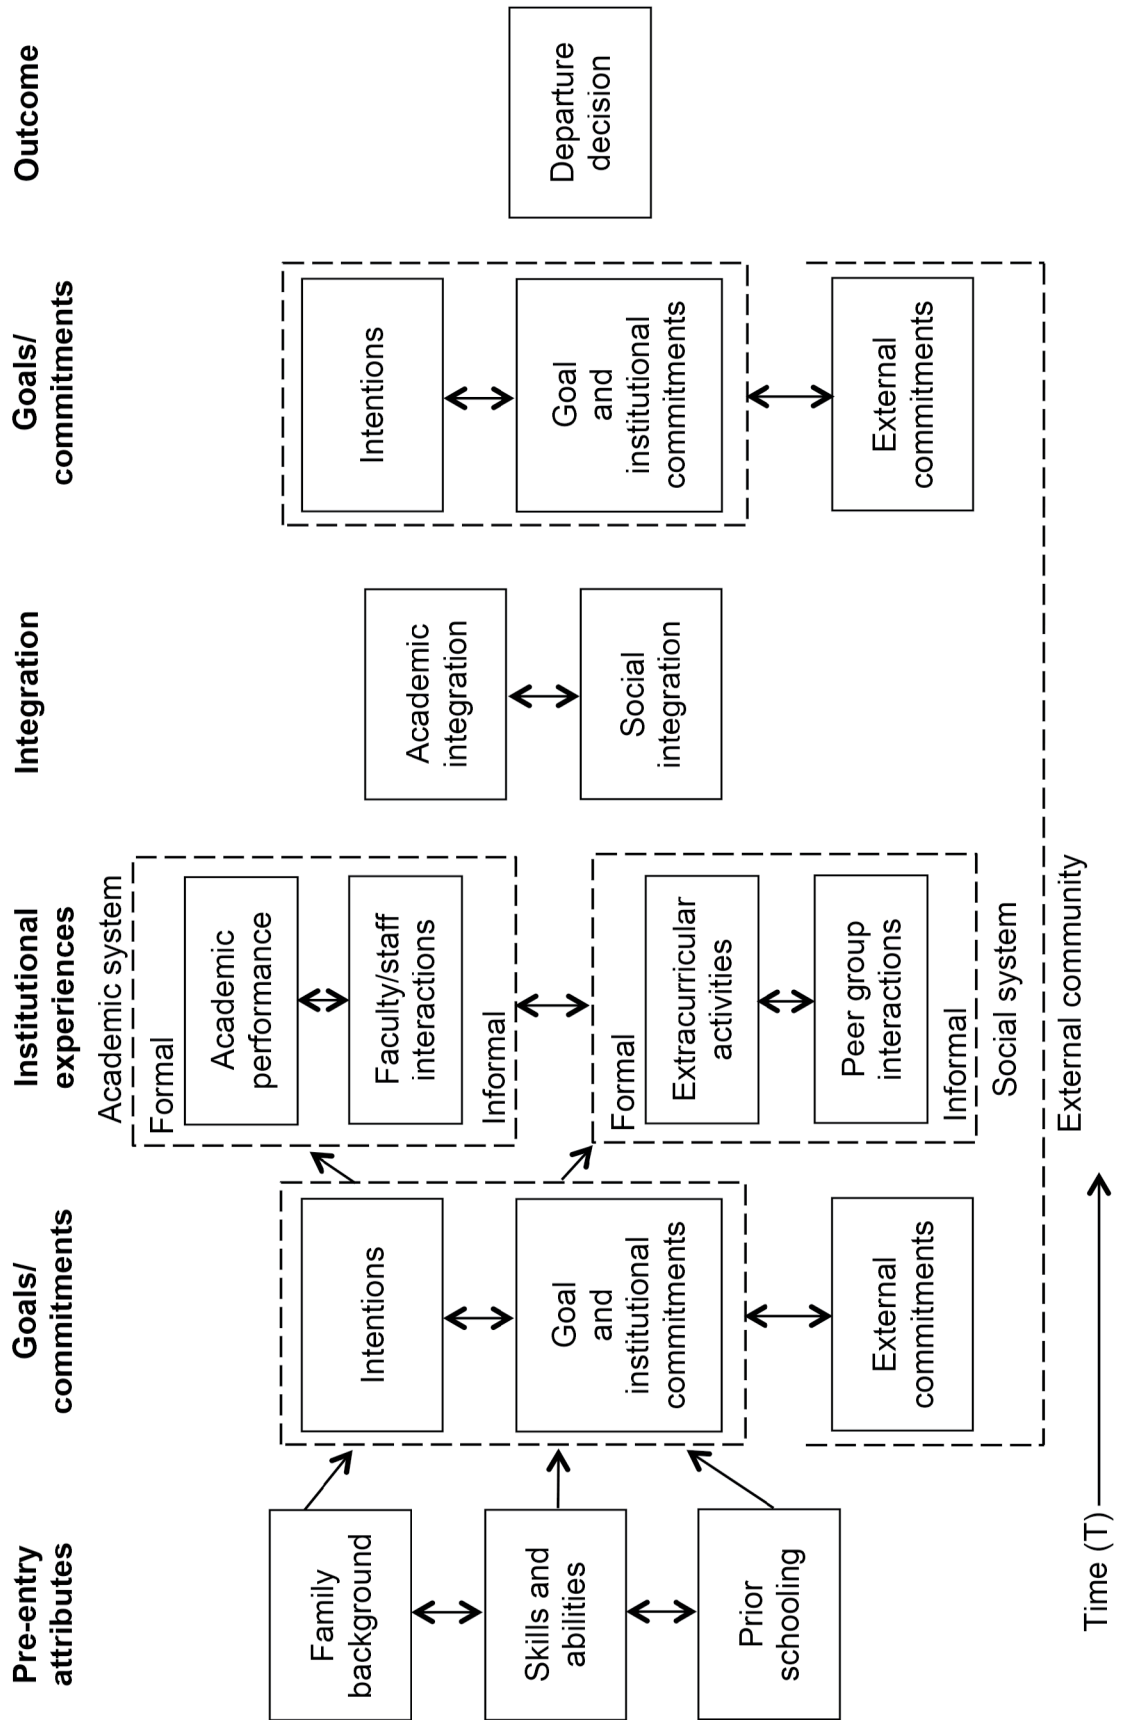 Pre-entry
attributes
Goals/
commitments
Institutional
experiences
Integration
Goals/
commitments
Outcome
Family
background
Skills and
abilities
Prior
schooling
Intentions
Goal
and
institutional
commitments
External
commitments
Academic system
Formal
Academic
performance
Faculty/staff
interactions
Informal
Formal
Extracurricular
activities
Peer group
interactions
Informal
Social system
Academic
integration
Social
integration
Intentions
Goal
and
institutional
commitments
External
commitments
Departure
decision
External community
Time (T)